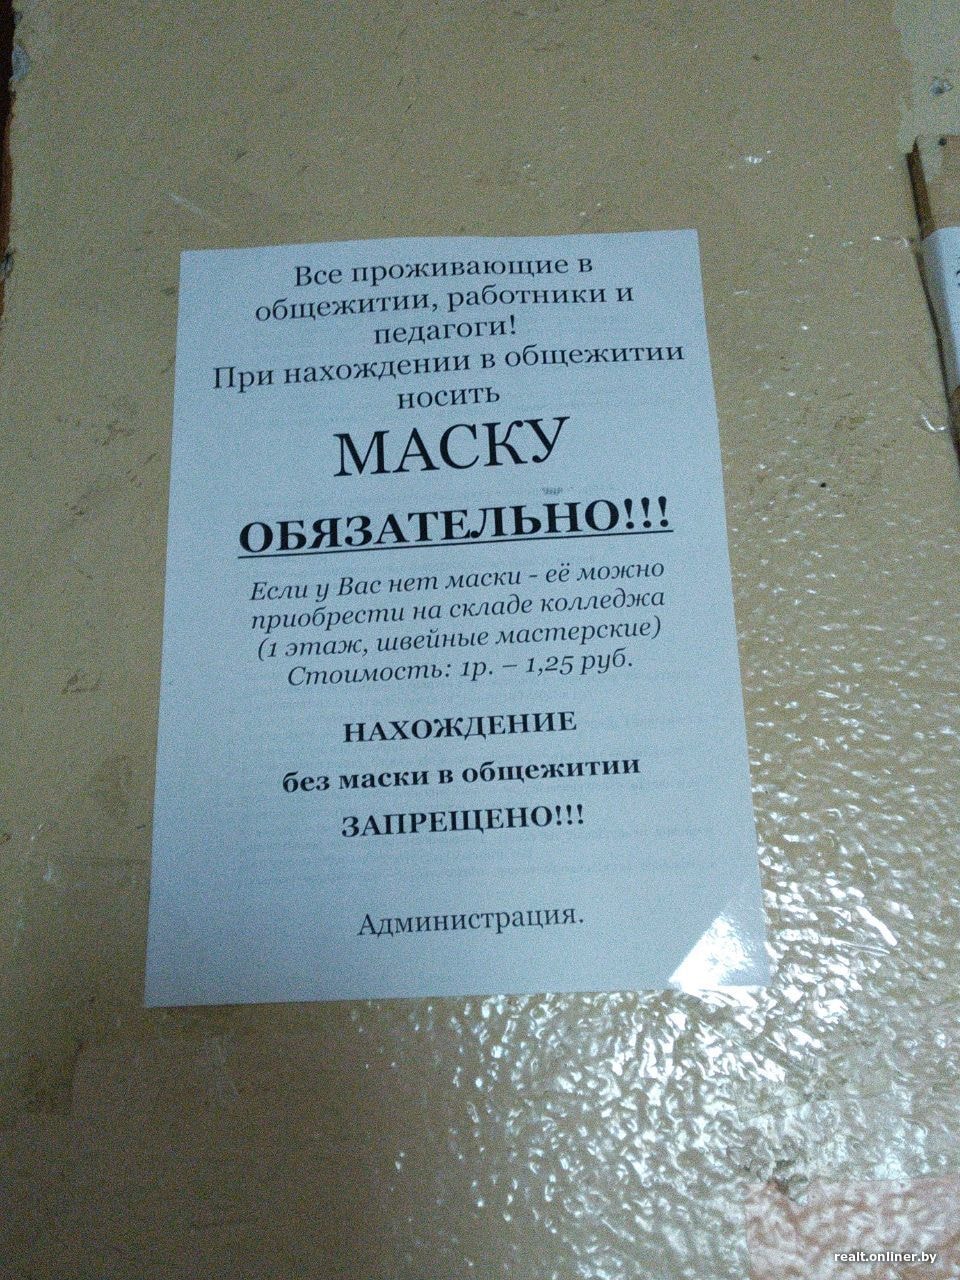 Все проживающие в
общежитии, работники и
педагоги!
При нахождении в общежитии
носить
МАСКУ
ОБЯЗАТЕЛЬНО!!!
Если у Вас нет маски - её можно
приобрести на складе колледжа
(1 этаж, швейные мастерские)
Стоимость: 1р. – 1,25 руб.
НАХОЖДЕНИЕ
без маски в общежитии
ЗАПРЕЩЕНО!!!
Администрация.
realt.onliner.by